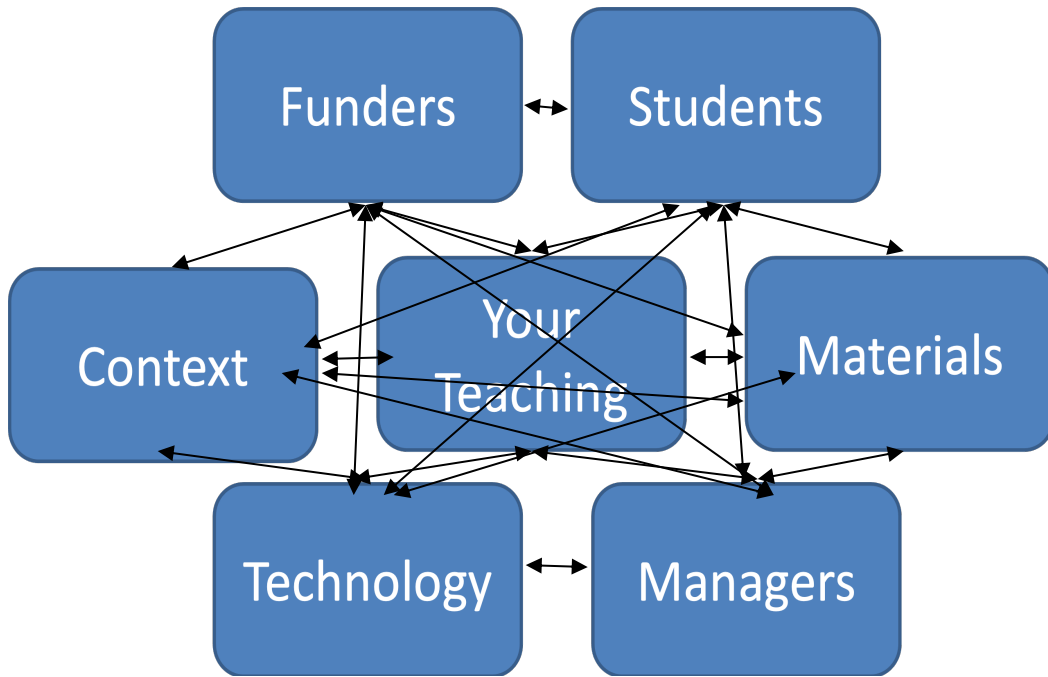 Funders
Students
Context
Your
Teaching
Materials
Technology
Managers